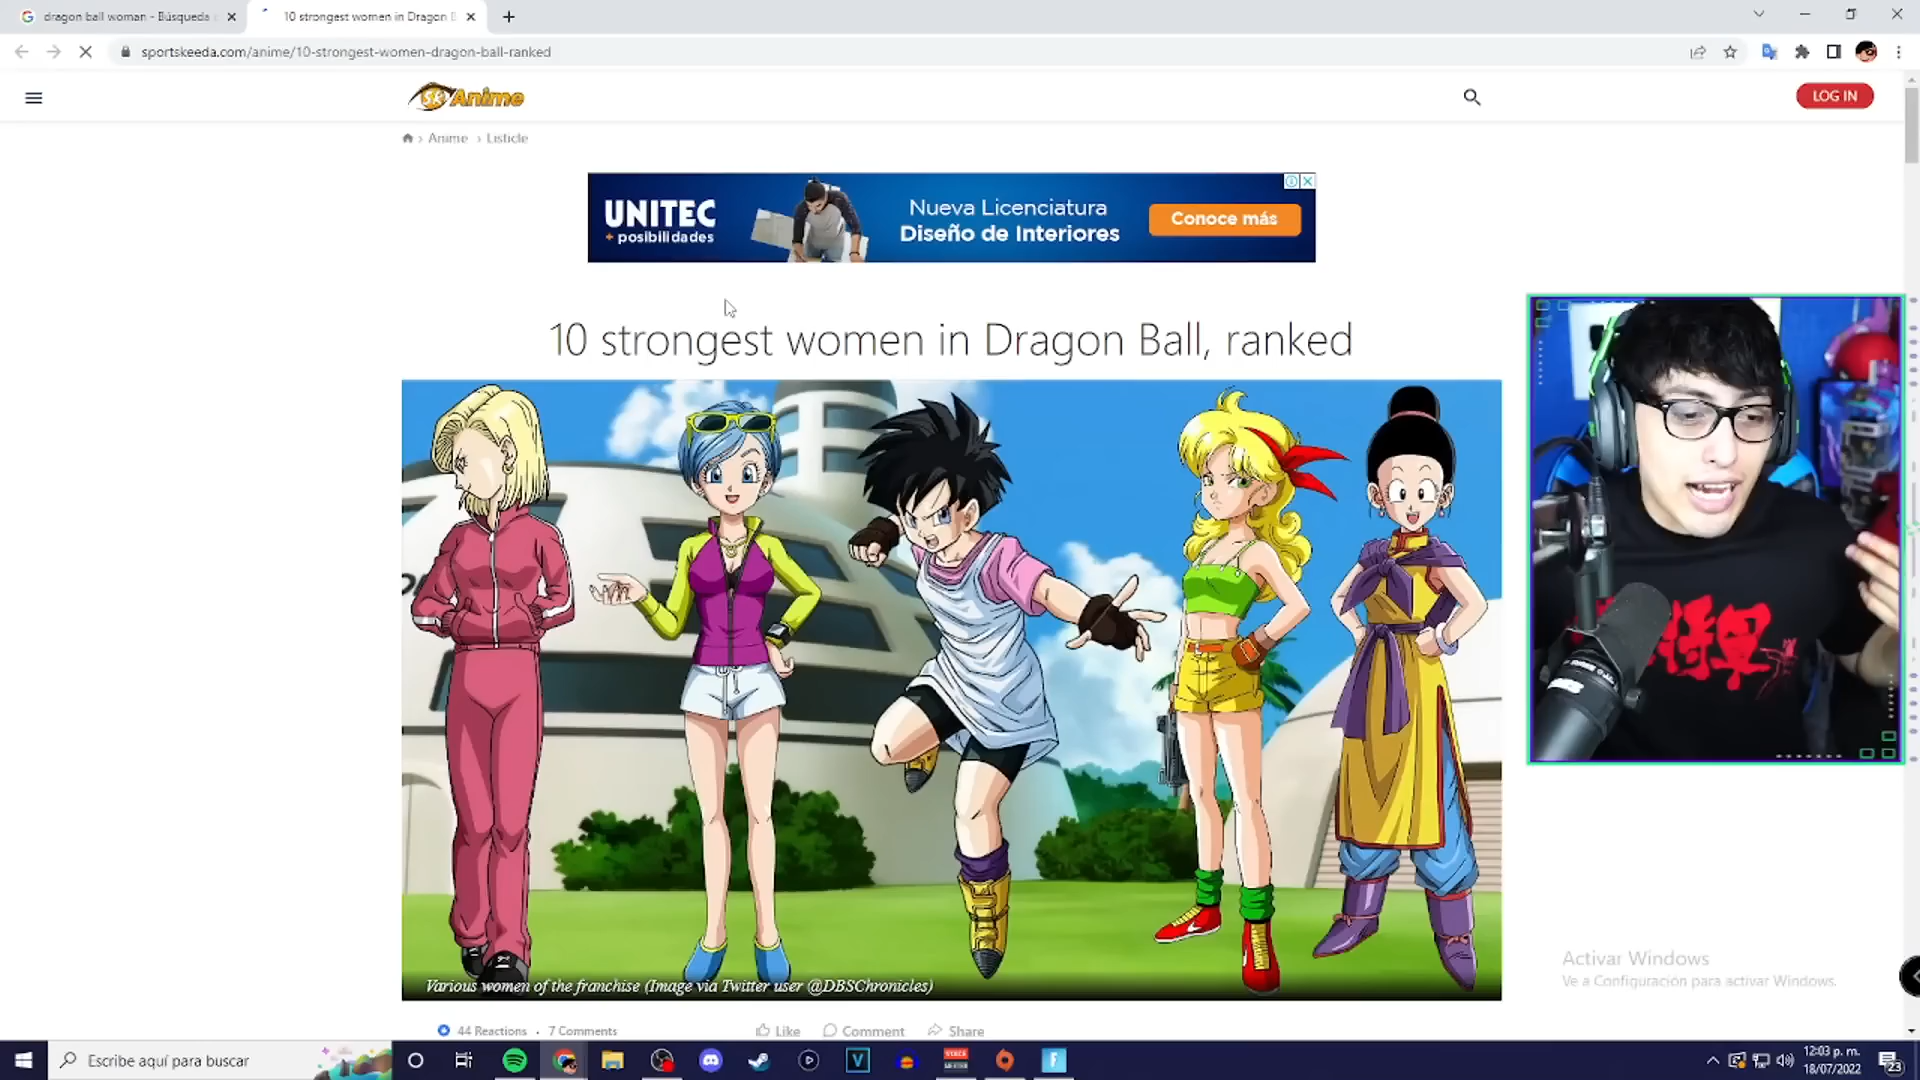 dragon ball woman - Búsqueda
10 strongest women in Dragon B
sportskeeda.com/anime/10-strongest-women-dragon-ball-ranked
SK Anime
LOG IN
Anime › Listicle
UNITEC
+ posibilidades
Nueva Licenciatura
Diseño de Interiores
Conoce más
10 strongest women in Dragon Ball, ranked
Various women of the franchise (Image via Twitter user @DBSChronicles)
44 Reactions · 7 Comments
Like
Comment
Share
Activar Windows
Ve a Configuración para activar Windows.
Escribe aquí para buscar
12:03 p. m.
18/07/2022
23